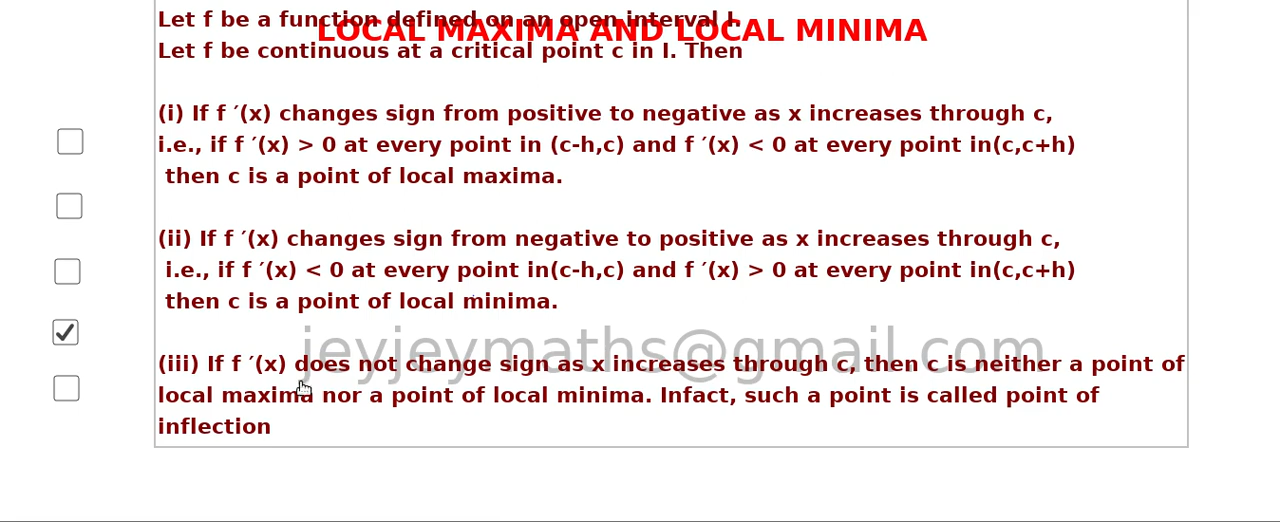 Let f be a function defined on an open interval I.
LOCAL MAXIMA AND LOCAL MINIMA
Let f be continuous at a critical point c in I. Then
(i) If f ′(x) changes sign from positive to negative as x increases through c,
i.e., if f ′(x) > 0 at every point in (c-h,c) and f ′(x) < 0 at every point in(c,c+h)
then c is a point of local maxima.
(ii) If f ′(x) changes sign from negative to positive as x increases through c,
i.e., if f ′(x) < 0 at every point in(c-h,c) and f ′(x) > 0 at every point in(c,c+h)
then c is a point of local minima.
jeyjeymaths@gmail.com
(iii) If f ′(x) does not change sign as x increases through c, then c is neither a point of
local maxima nor a point of local minima. Infact, such a point is called point of
inflection